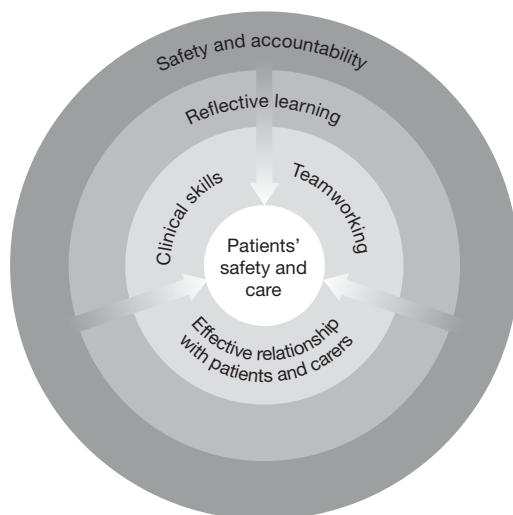 Safety and accountability
Reflective learning
Clinical skills
Teamworking
Patients’
safety and
care
Effective relationship
with patients and carers